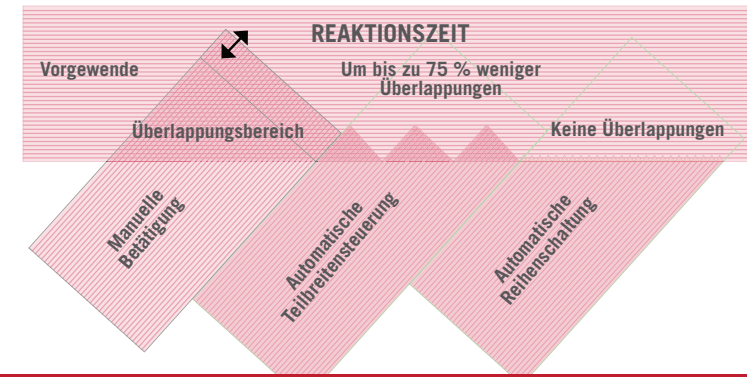 REAKTIONSZEIT
Vorgewende
Um bis zu 75 % weniger
Überlappungen
Überlappungsbereich
Keine Überlappungen
Manuelle
Betätigung
Automatische
Teilbreitensteuerung
Automatische
Reihenschaltung